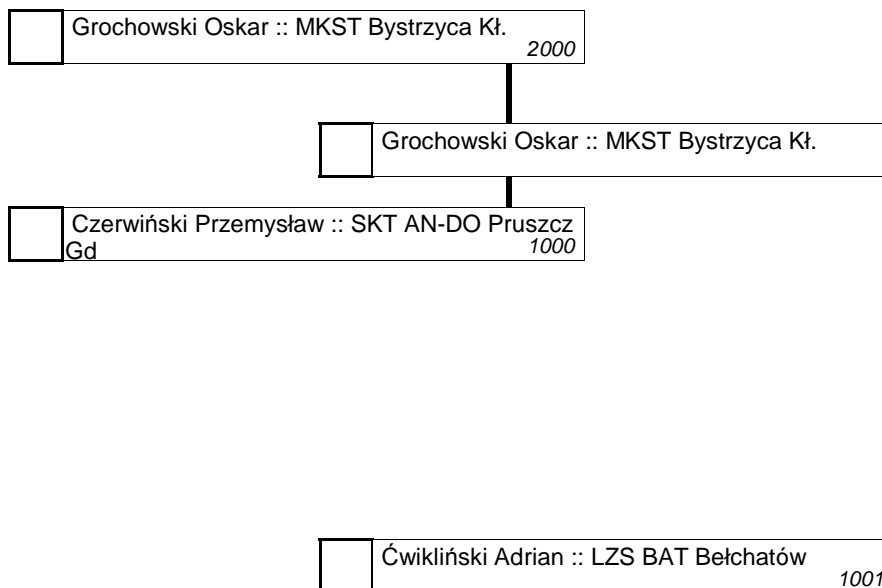 Grochowski Oskar :: MKST Bystrzyca Kł.
2000
Grochowski Oskar :: MKST Bystrzyca Kł.
Czerwiński Przemysław :: SKT AN-DO Pruszcz
Gd
1000
Ćwikliński Adrian :: LZS BAT Bełchatów
1001